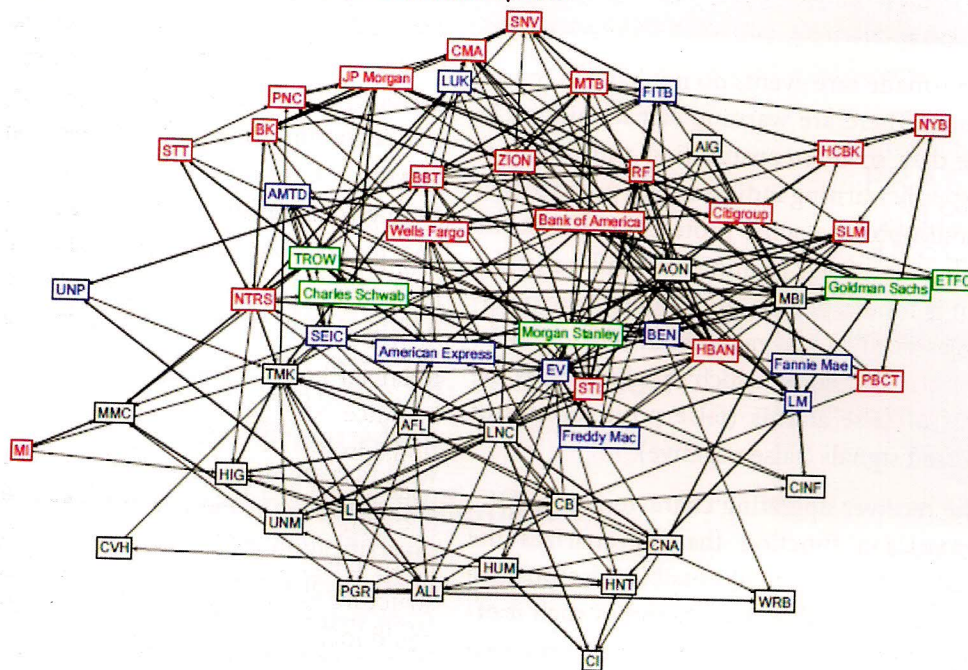 SNV
CMA
JP Morgan
LUK
MTB
FITB
PNC
BK
NYB
STT
AIG
HCBK
ZION
RF
BBT
AMTD
Wells Fargo
Bank of America
Citigroup
SLM
TROW
AON
UNP
NTRS
Charles Schwab
MBI
Goldman Sachs
ETFC
SEIC
Morgan Stanley
BEN
American Express
HBAN
TMK
EV
Fannie Mae
STI
PBCT
LM
MMC
AFL
LNC
Freddy Mac
MI
HIG
CINF
L
CB
UNM
CVH
CNA
HUM
HNT
PGR
ALL
WRB
CI